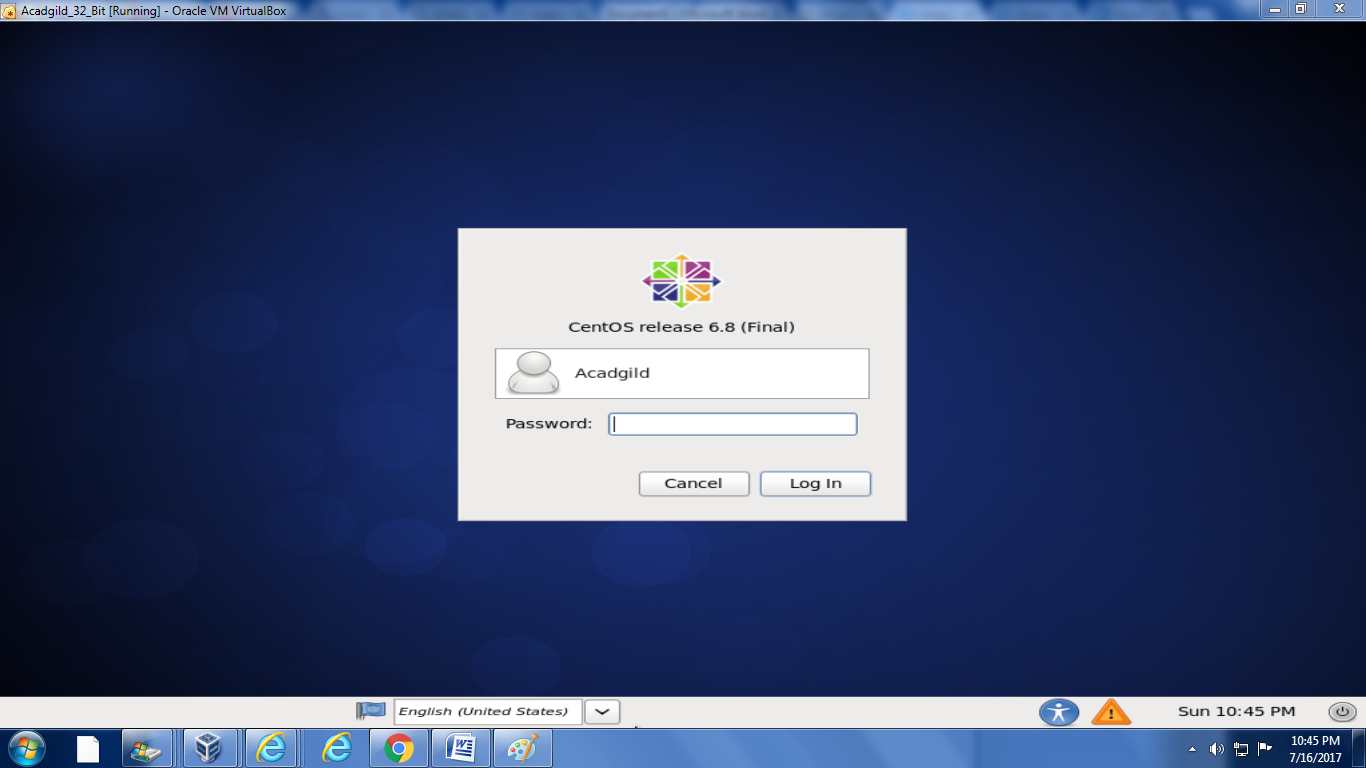 Acadgild_32_Bit [Running] - Oracle VM VirtualBox
CentOS release 6.8 (Final)
Acadgild
Password:
Cancel
Log In
English (United States)
Sun 10:45 PM
10:45 PM
7/16/2017